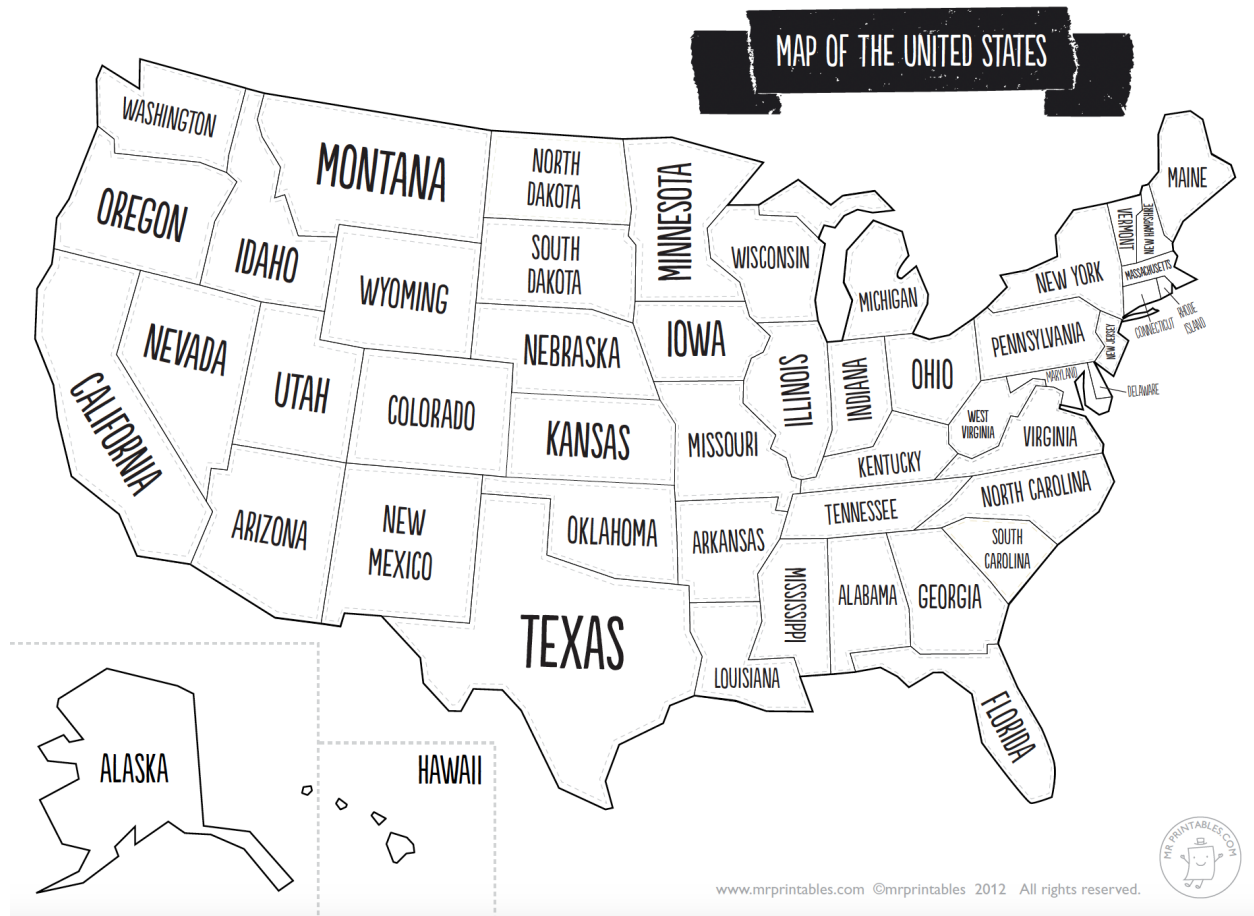 MAP OF THE UNITED STATES
WASHINGTON
MONTANA
NORTH
DAKOTA
MINNESOTA
MAINE
OREGON
IDAHO
SOUTH
DAKOTA
WISCONSIN
VERMONT
NEW HAMPSHIRE
WYOMING
MICHIGAN
NEW YORK
MASSACHUSETTS
CONNECTICUT
RHODE
ISLAND
NEVADA
NEBRASKA
IOWA
PENNSYLVANIA
NEW JERSEY
UTAH
COLORADO
ILLINOIS
INDIANA
OHIO
MARYLAND
DELAWARE
CALIFORNIA
KANSAS
MISSOURI
WEST
VIRGINIA
VIRGINIA
KENTUCKY
ARIZONA
NEW
MEXICO
OKLAHOMA
ARKANSAS
TENNESSEE
NORTH CAROLINA
SOUTH
CAROLINA
TEXAS
MISSISSIPPI
ALABAMA
GEORGIA
LOUISIANA
FLORIDA
ALASKA
HAWAII
MR PRINTABLES.COM
www.mrprintables.com ©mrprintables 2012 All rights reserved.